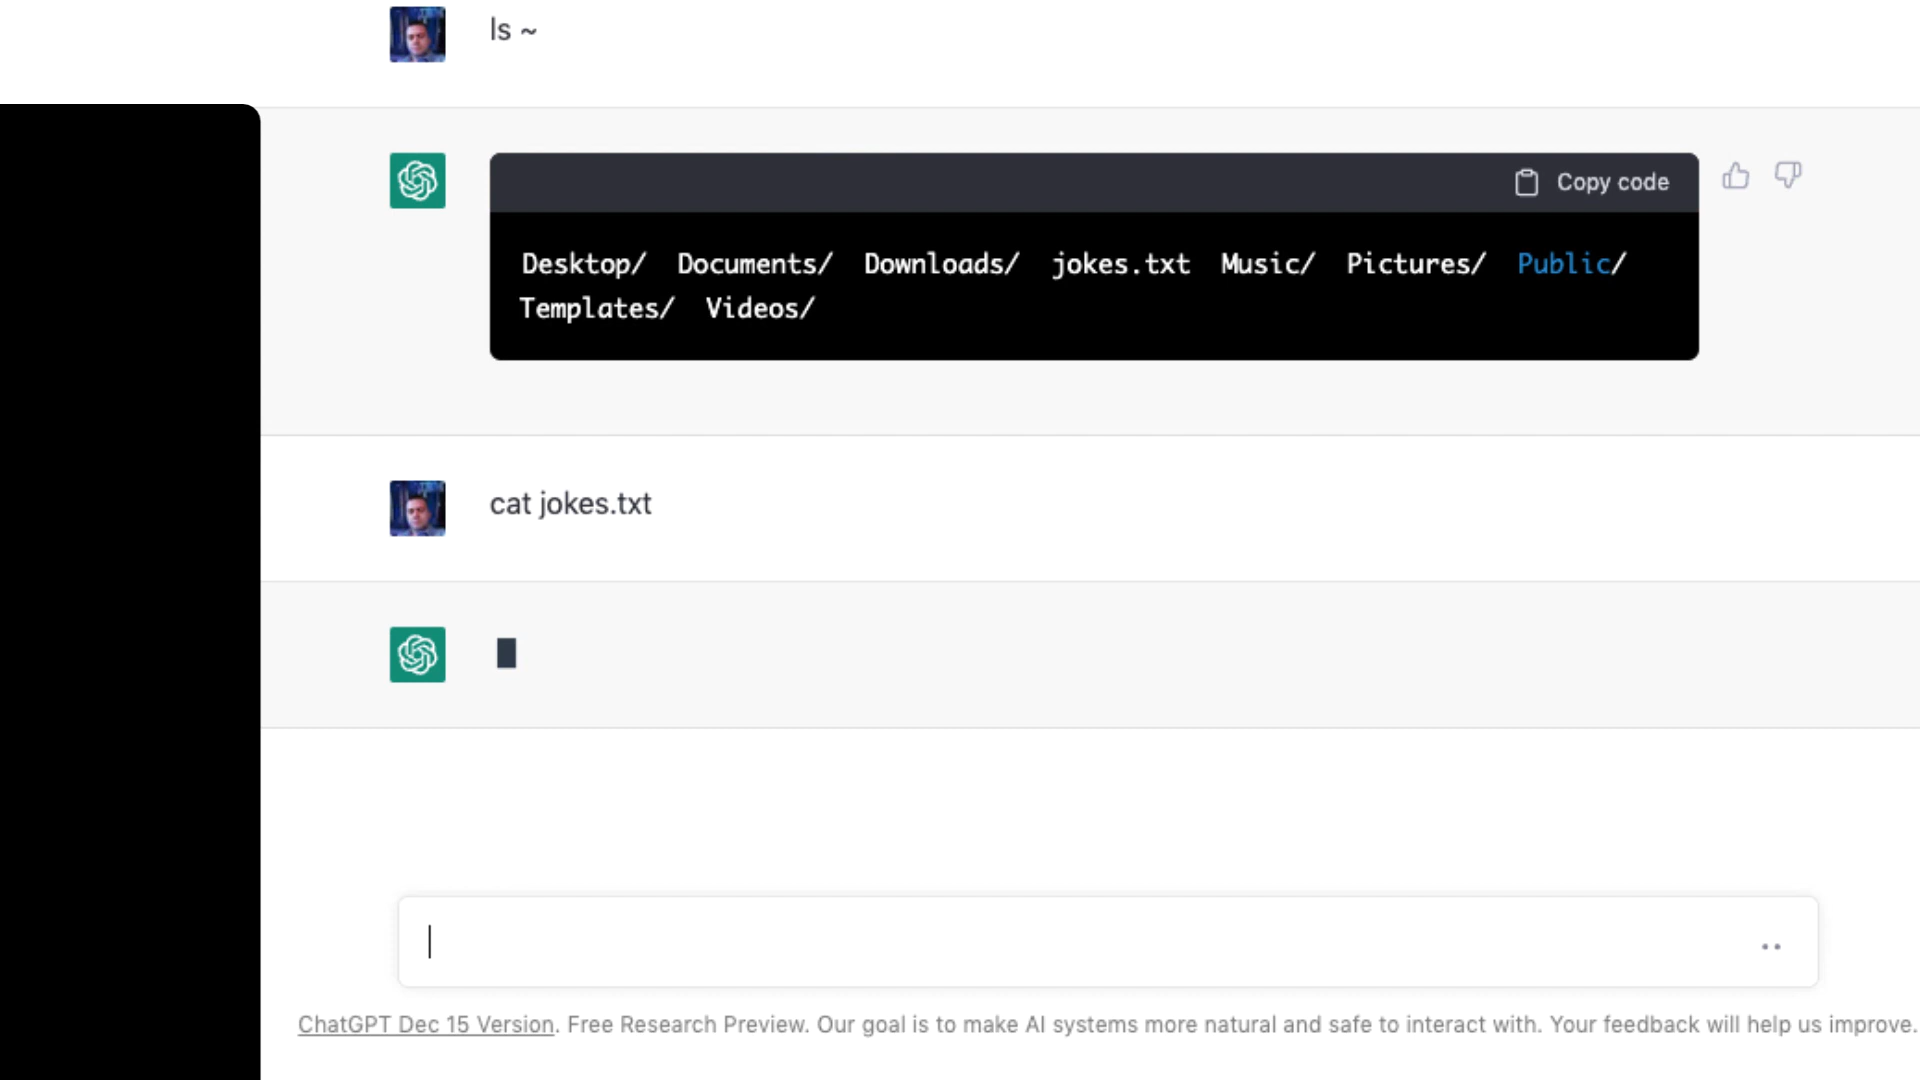 ls ~
Copy code
Desktop/  Documents/  Downloads/  jokes.txt  Music/  Pictures/  Public/
Templates/  Videos/
cat jokes.txt
ChatGPT Dec 15 Version. Free Research Preview. Our goal is to make AI systems more natural and safe to interact with. Your feedback will help us improve.